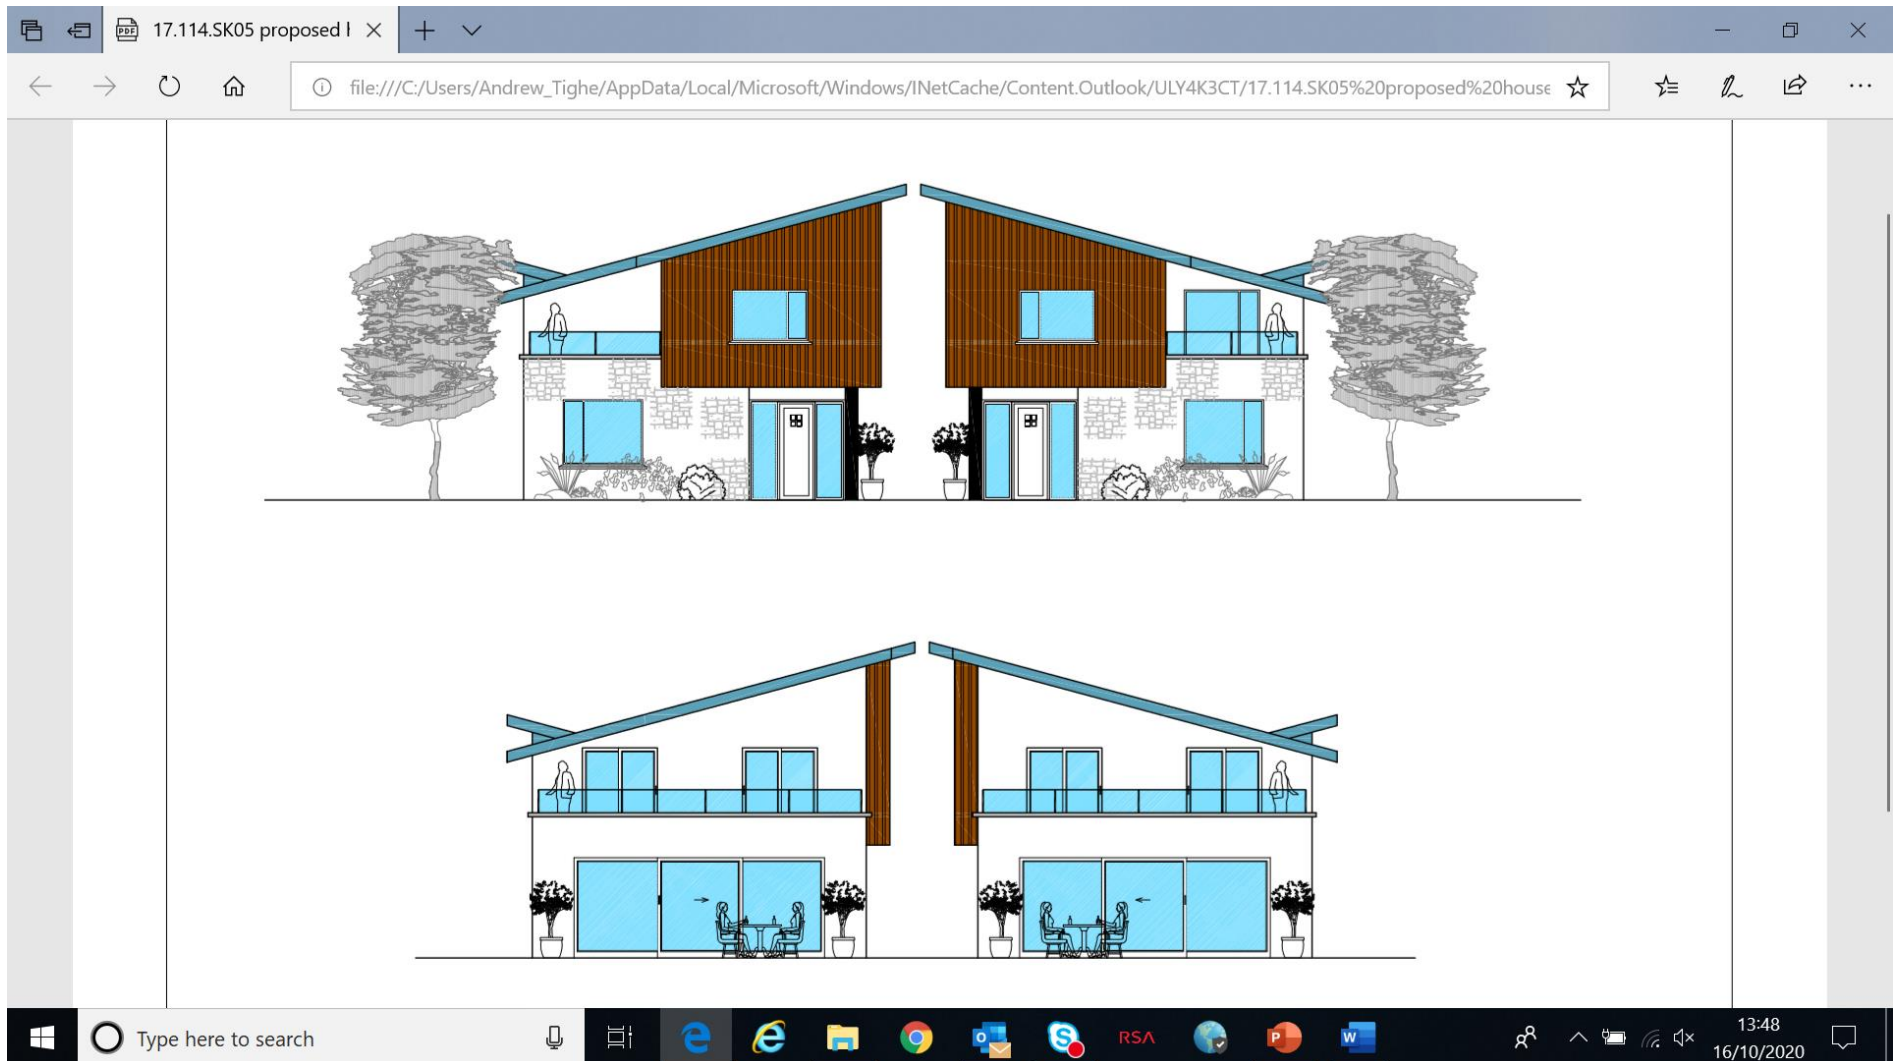 17.114.SK05 proposed h
file:///C:/Users/Andrew_Tighe/AppData/Local/Microsoft/Windows/INetCache/Content.Outlook/ULY4K3CT/17.114.SK05%20proposed%20house
Type here to search
RSA
13:48
16/10/2020